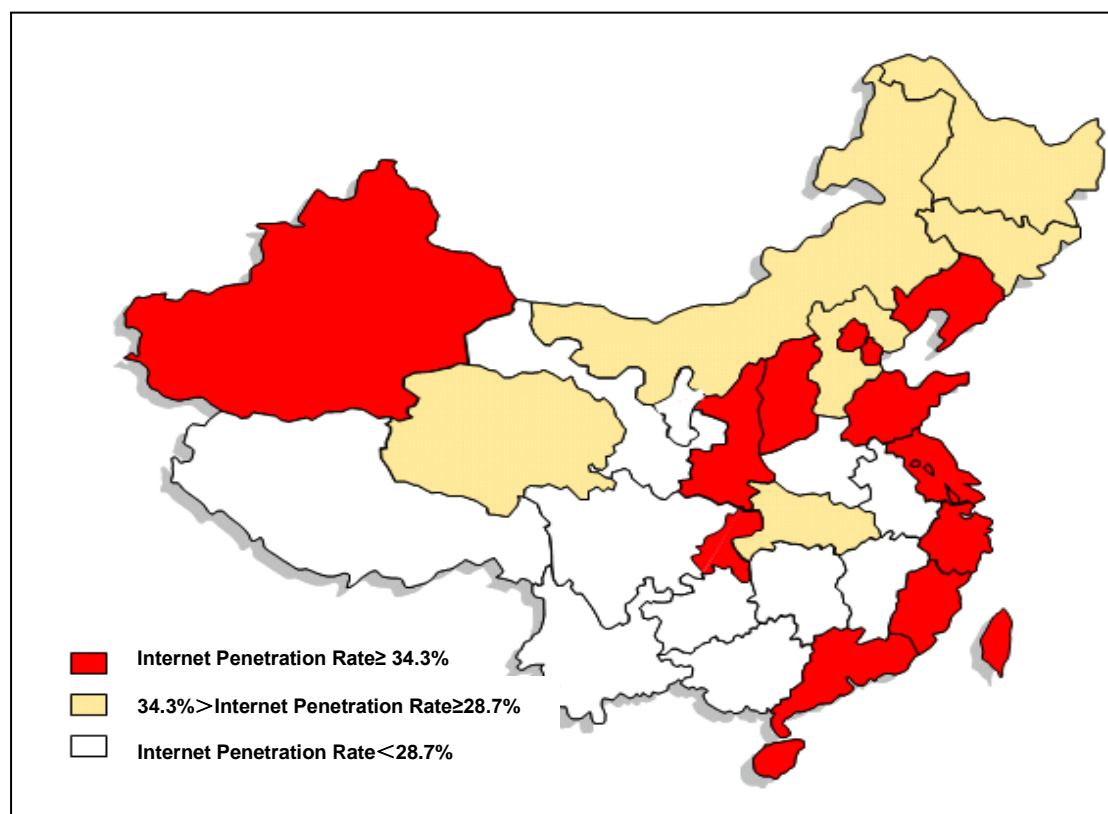 Internet Penetration Rate≥ 34.3%
34.3%＞Internet Penetration Rate≥28.7%
Internet Penetration Rate＜28.7%